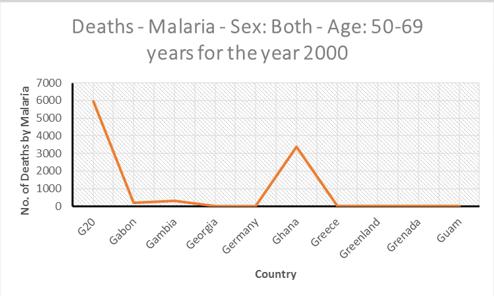 Deaths - Malaria - Sex: Both - Age: 50-69
years for the year 2000
No. of Deaths by Malaria
7000
6000
5000
4000
3000
2000
1000
0
G20
Gabon
Gambia
Georgia
Germany
Ghana
Greece
Greenland
Grenada
Guam
Country